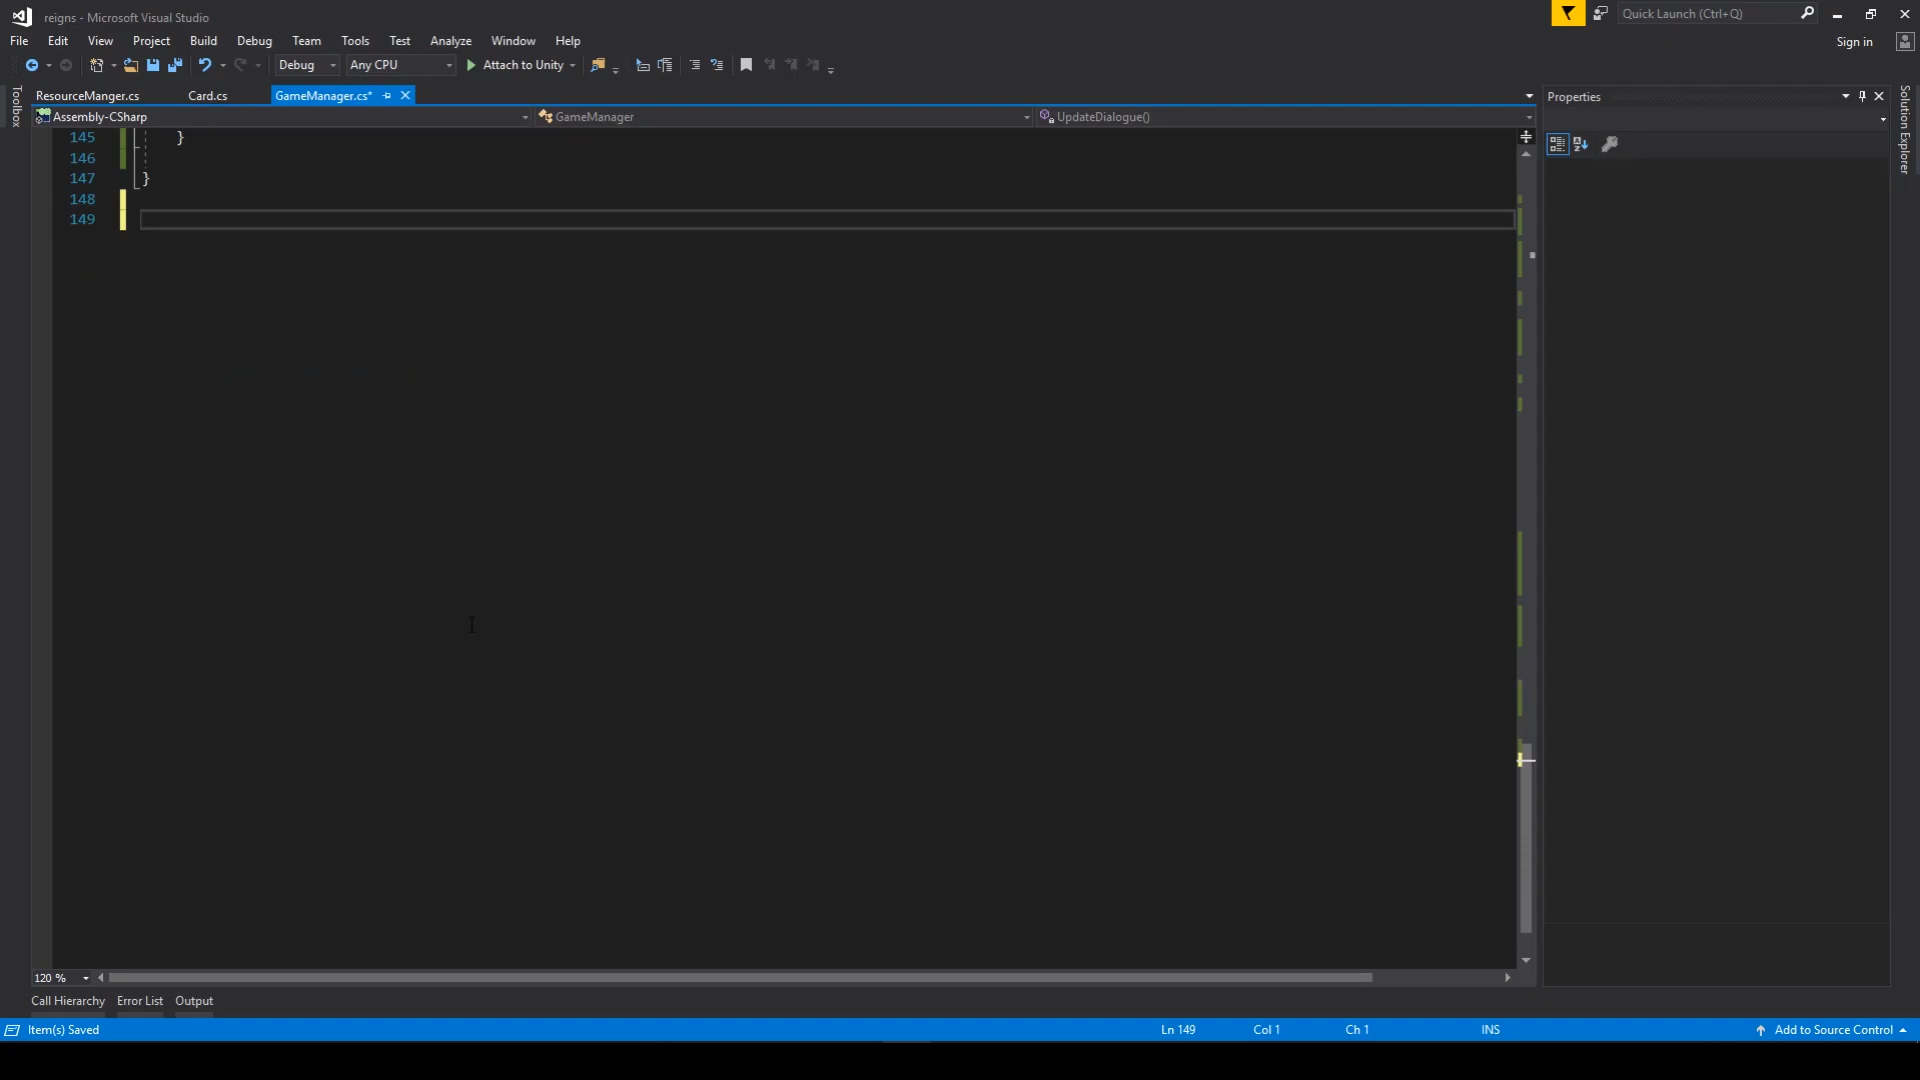 reigns - Microsoft Visual Studio
Quick Launch (Ctrl+Q)
File Edit View Project Build Debug Team Tools Test Analyze Window Help
Sign in
Debug Any CPU Attach to Unity
Toolbox
ResourceManger.cs Card.cs GameManager.cs*
Properties
Solution Explorer
Assembly-CSharp GameManager UpdateDialogue()
145 }
146
147 }
148
149
120 %
Call Hierarchy Error List Output
Item(s) Saved Ln 149 Col 1 Ch 1 INS Add to Source Control